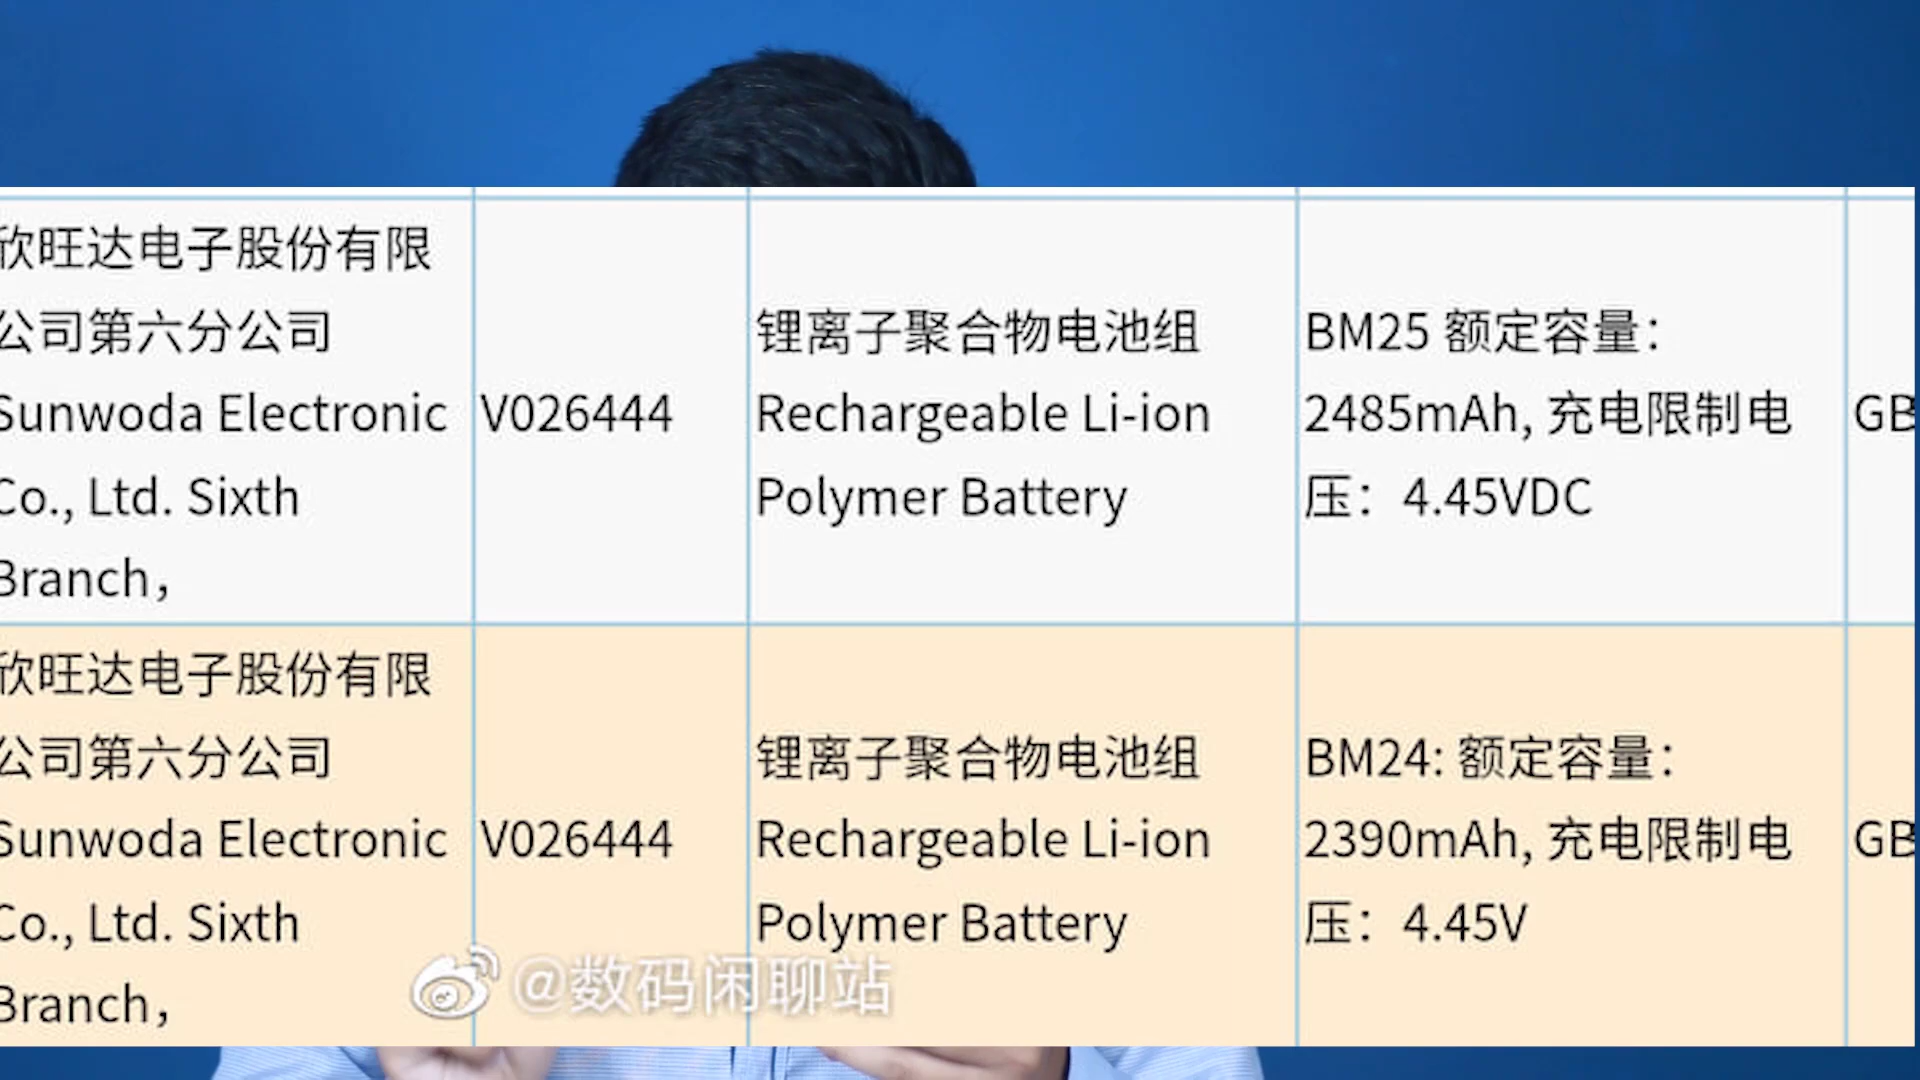 欣旺达电子股份有限
公司第六分公司
Sunwoda Electronic
Co., Ltd. Sixth
Branch,
V026444
锂离子聚合物电池组
Rechargeable Li-ion
Polymer Battery
BM25 额定容量：
2485mAh, 充电限制电
压：4.45VDC
GB
欣旺达电子股份有限
公司第六分公司
Sunwoda Electronic
Co., Ltd. Sixth
Branch,
V026444
锂离子聚合物电池组
Rechargeable Li-ion
Polymer Battery
BM24: 额定容量：
2390mAh, 充电限制电
压：4.45V
GB
@数码闲聊站